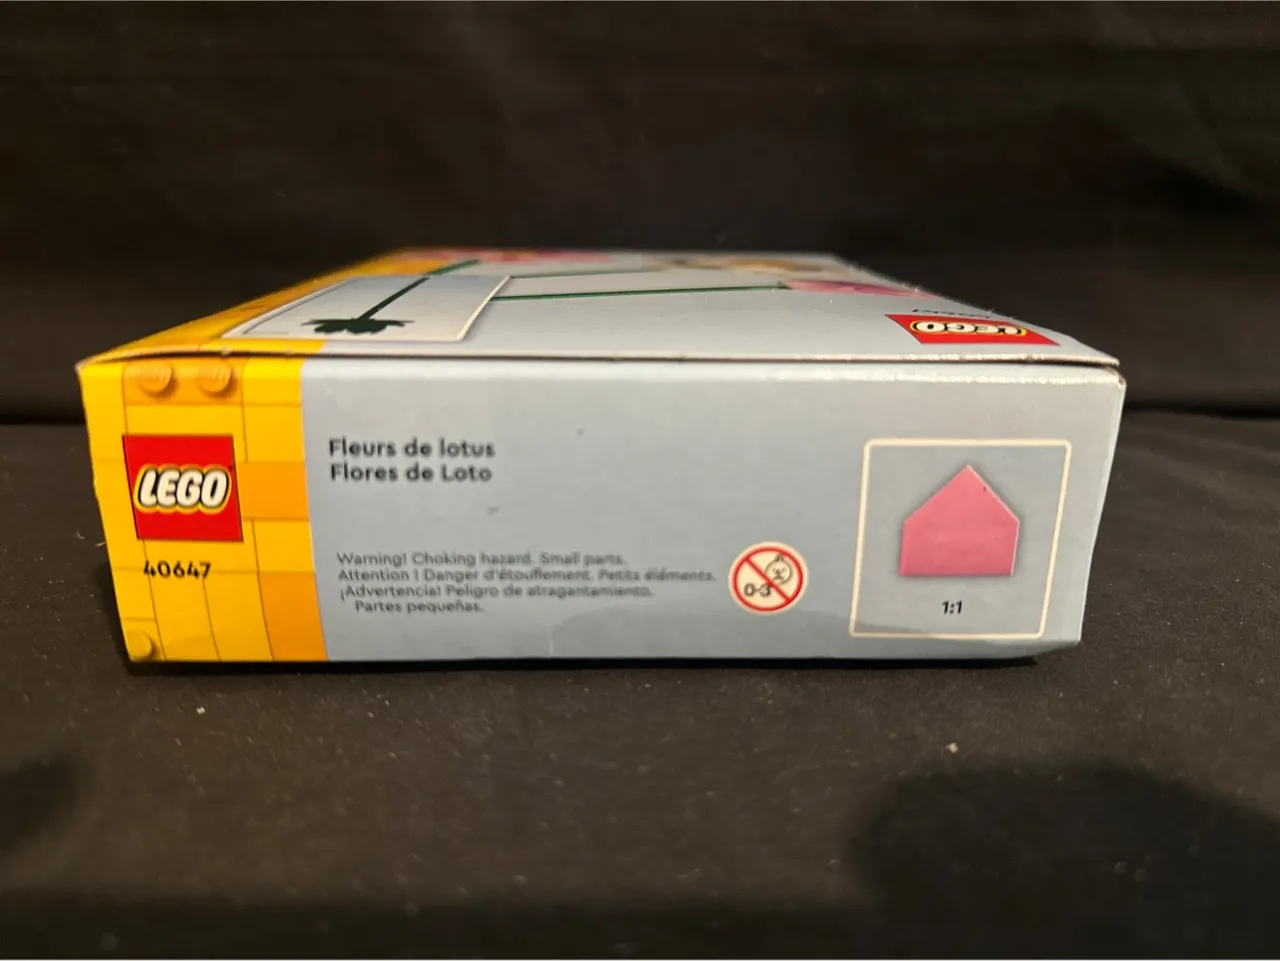 LEGO
LEGO
40647
Fleurs de lotus
Flores de Loto
Warning! Choking hazard. Small parts.
Attention ! Danger d'étouffement. Petits éléments.
¡Advertencia! Peligro de atragantamiento.
Partes pequeñas.
0-3
1:1